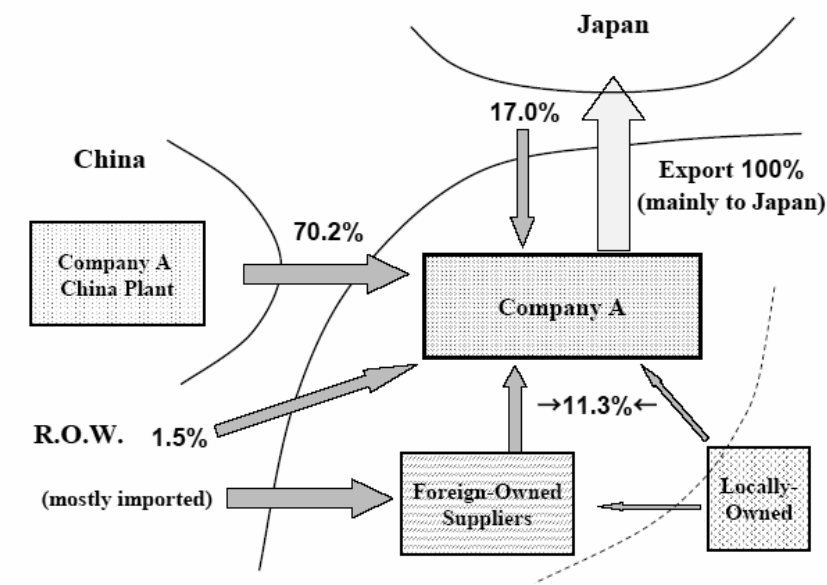 Japan
17.0%
China
Export 100%
(mainly to Japan)
70.2%
Company A
China Plant
Company A
R.O.W.
1.5%
→11.3%←
(mostly imported)
Foreign-Owned
Suppliers
Locally-
Owned